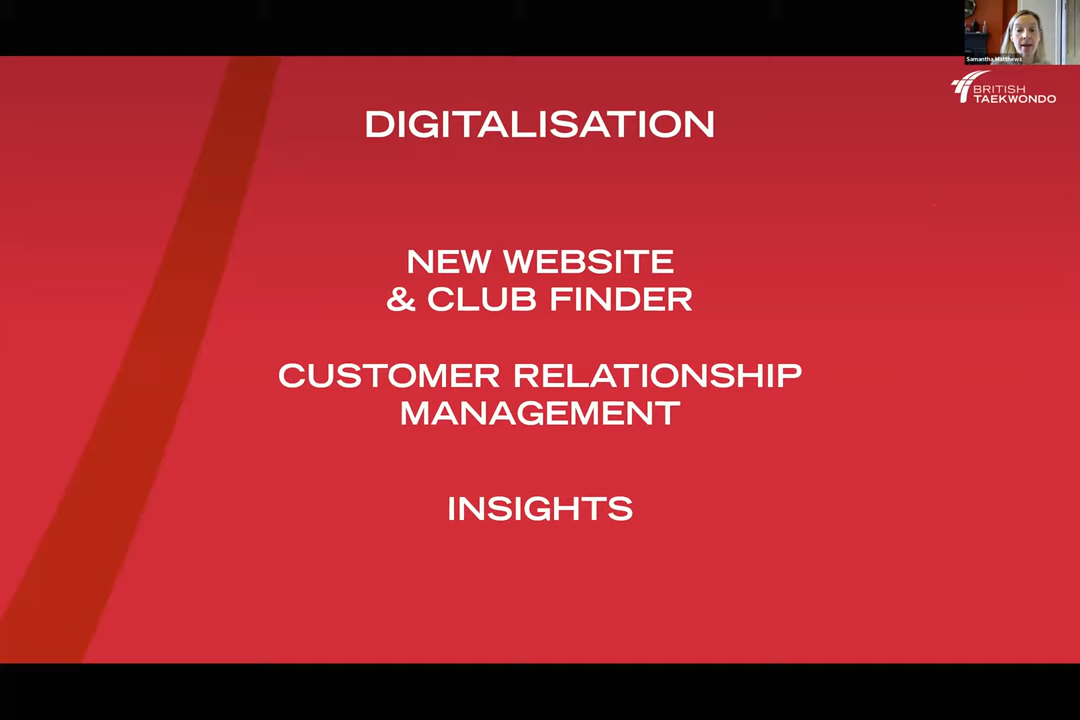 Samantha Matthews
BRITISH
TAEKWONDO
DIGITALISATION
NEW WEBSITE
& CLUB FINDER
CUSTOMER RELATIONSHIP
MANAGEMENT
INSIGHTS